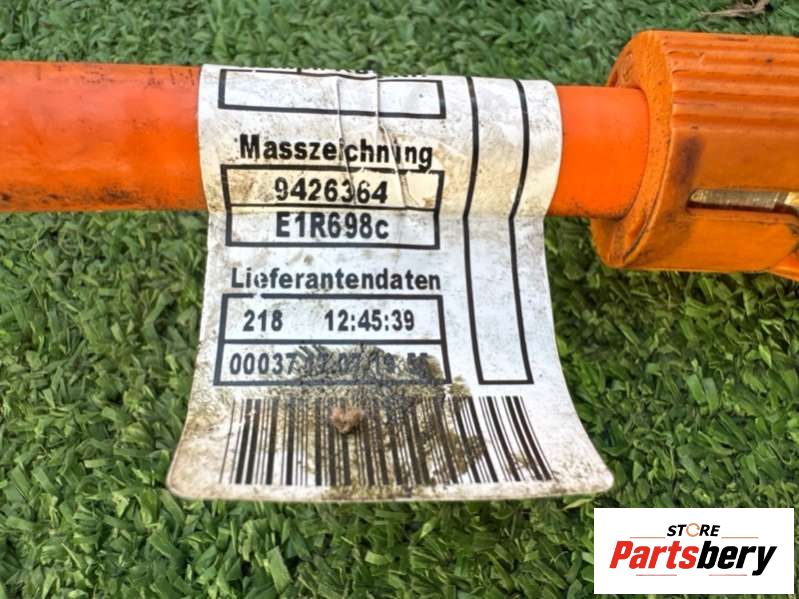 Masszeichnung
9426364
E1R698c
Lieferantendaten
218 12:45:39
STORE
Partsbery